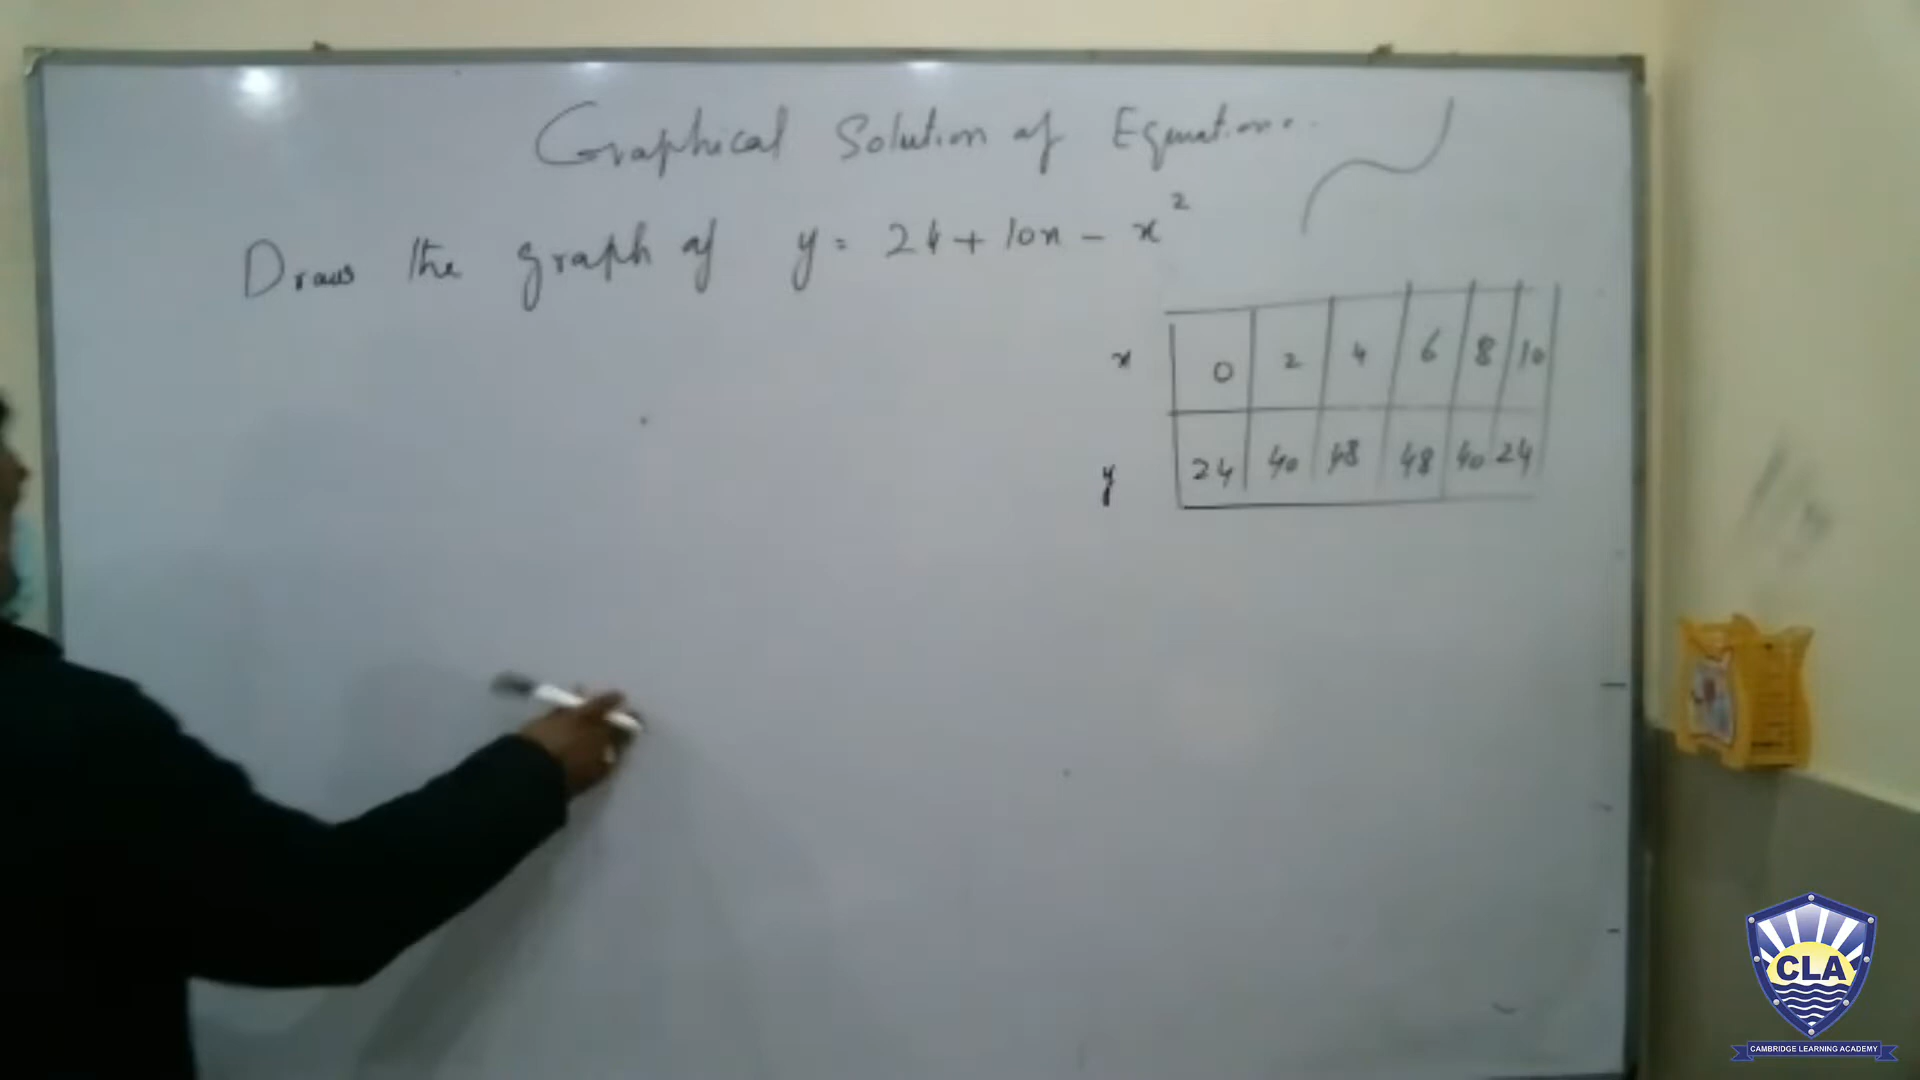 Graphical Solution of Equation.
Draw the graph of y = 24 + 10x - x²
x 0 2 4 6 8 10
y 24 40 48 48 40 24
CLA
CAMBRIDGE LEARNING ACADEMY